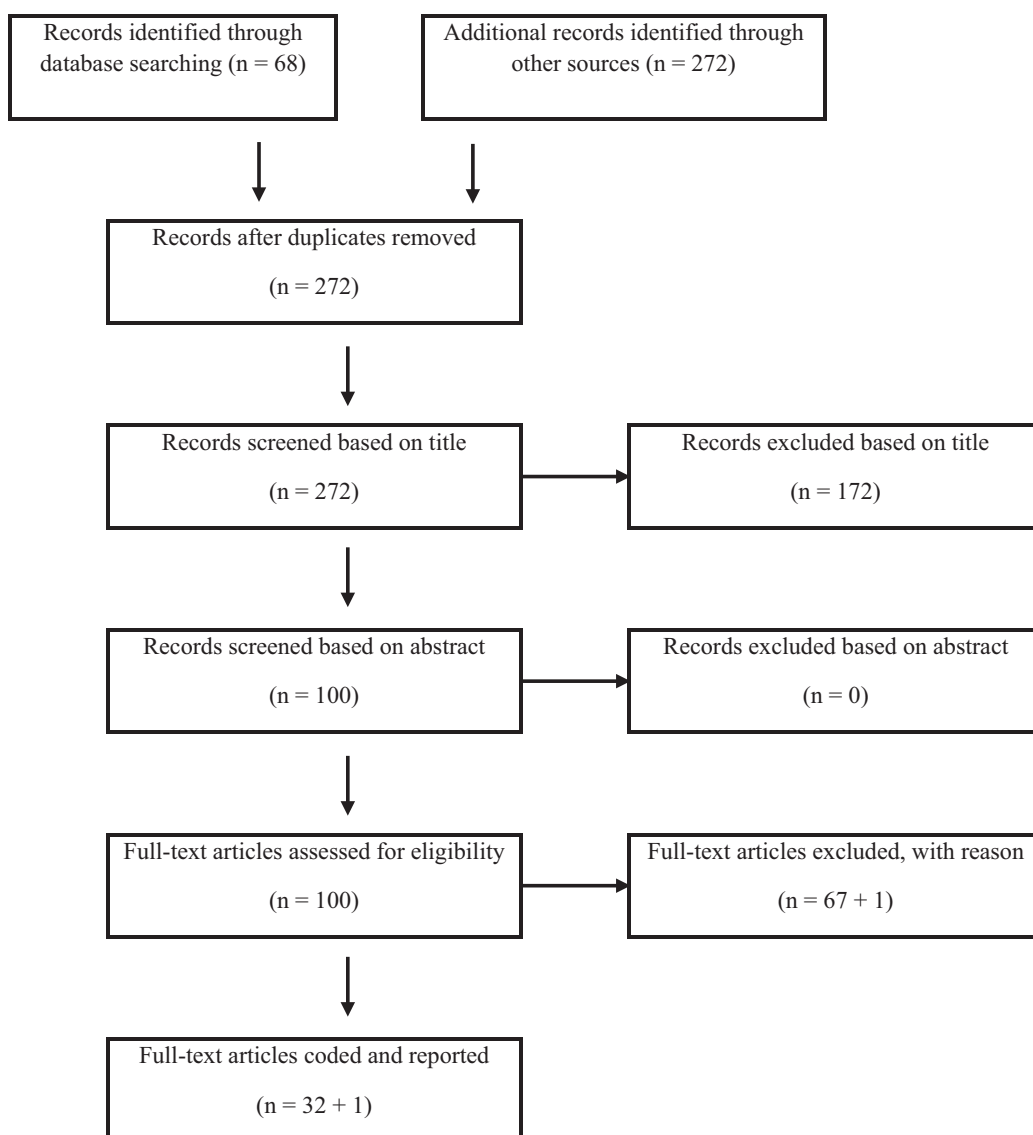 Records identified through
database searching (n = 68)
Additional records identified through
other sources (n = 272)
Records after duplicates removed
(n = 272)
Records screened based on title
(n = 272)
Records excluded based on title
(n = 172)
Records screened based on abstract
(n = 100)
Records excluded based on abstract
(n = 0)
Full-text articles assessed for eligibility
(n = 100)
Full-text articles excluded, with reason
(n = 67 + 1)
Full-text articles coded and reported
(n = 32 + 1)